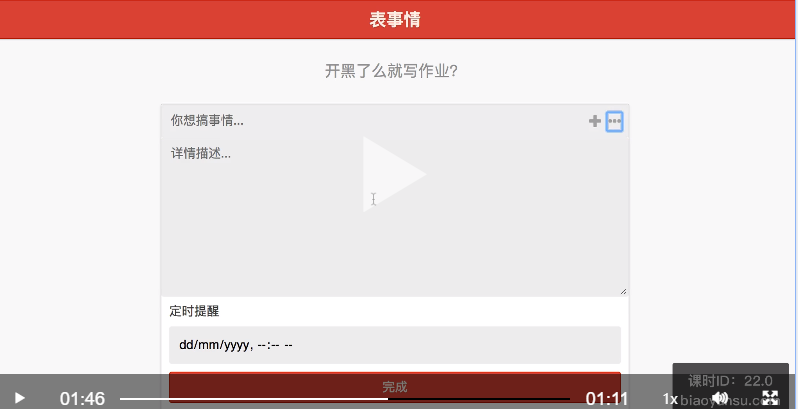 表事情
开黑了么就写作业?
你想搞事情...
详情描述...
定时提醒
dd/mm/yyyy, --:-- --
完成
课时ID：22.0
01:46
01:11
1x